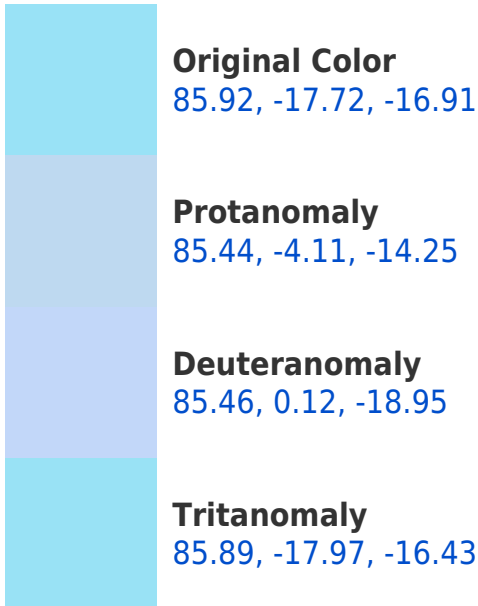 Original Color
85.92, -17.72, -16.91
Protanomaly
85.44, -4.11, -14.25
Deuteranomaly
85.46, 0.12, -18.95
Tritanomaly
85.89, -17.97, -16.43